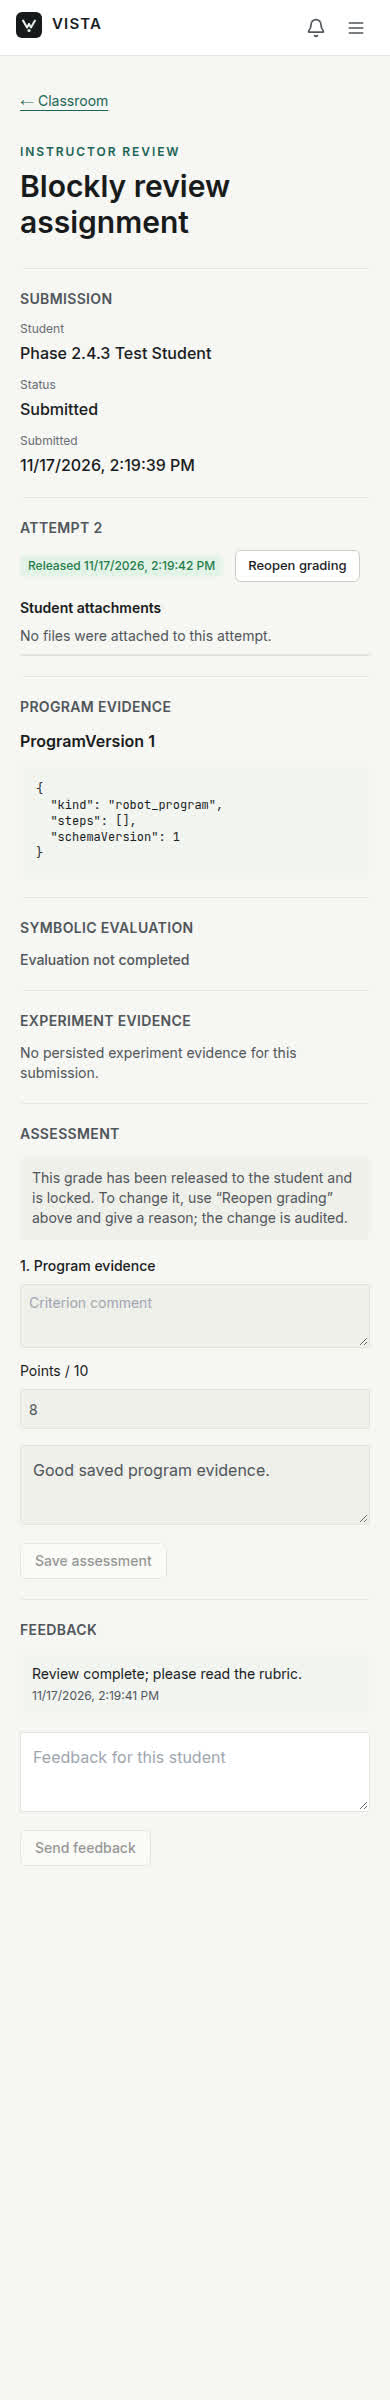 VISTA
← Classroom
INSTRUCTOR REVIEW
Blockly review
assignment
SUBMISSION
Student
Phase 2.4.3 Test Student
Status
Submitted
Submitted
11/17/2026, 2:19:39 PM
ATTEMPT 2
Released 11/17/2026, 2:19:42 PM
Reopen grading
Student attachments
No files were attached to this attempt.
PROGRAM EVIDENCE
ProgramVersion 1
{
  "kind": "robot_program",
  "steps": [],
  "schemaVersion": 1
}
SYMBOLIC EVALUATION
Evaluation not completed
EXPERIMENT EVIDENCE
No persisted experiment evidence for this
submission.
ASSESSMENT
This grade has been released to the student and
is locked. To change it, use “Reopen grading”
above and give a reason; the change is audited.
1. Program evidence
Criterion comment
Points / 10
8
Good saved program evidence.
Save assessment
FEEDBACK
Review complete; please read the rubric.
11/17/2026, 2:19:41 PM
Feedback for this student
Send feedback